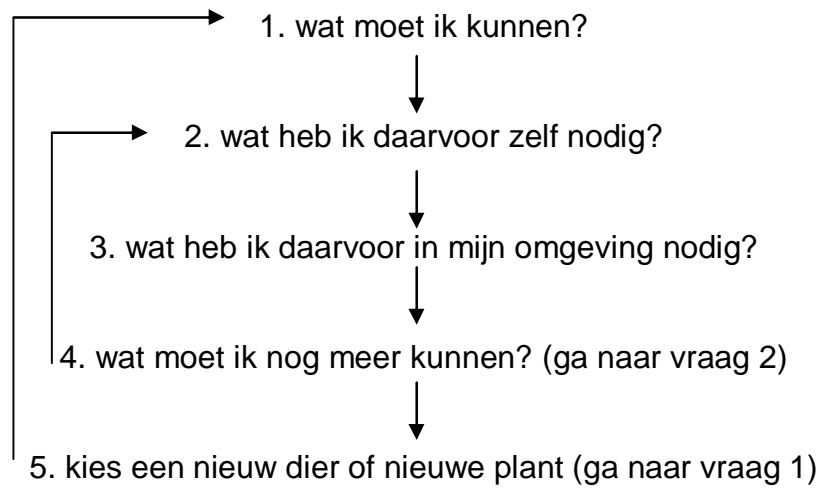 1. wat moet ik kunnen?
2. wat heb ik daarvoor zelf nodig?
3. wat heb ik daarvoor in mijn omgeving nodig?
4. wat moet ik nog meer kunnen? (ga naar vraag 2)
5. kies een nieuw dier of nieuwe plant (ga naar vraag 1)